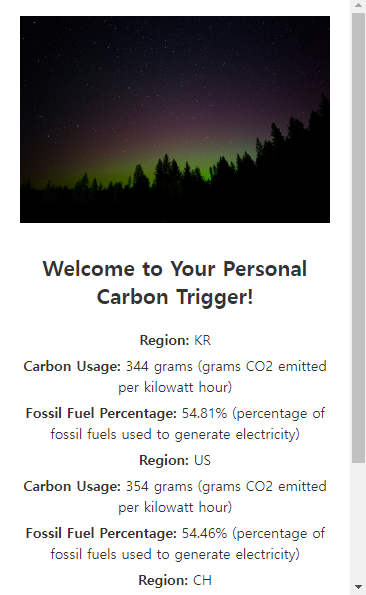 Welcome to Your Personal
Carbon Trigger!
Region: KR
Carbon Usage: 344 grams (grams CO2 emitted
per kilowatt hour)
Fossil Fuel Percentage: 54.81% (percentage of
fossil fuels used to generate electricity)
Region: US
Carbon Usage: 354 grams (grams CO2 emitted
per kilowatt hour)
Fossil Fuel Percentage: 54.46% (percentage of
fossil fuels used to generate electricity)
Region: CH